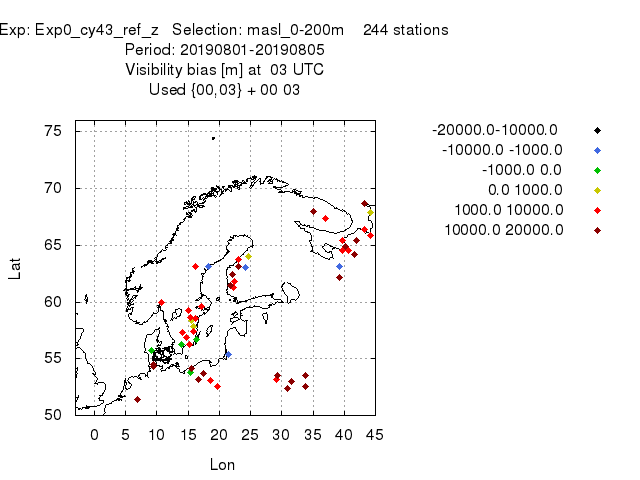 Exp: Exp0_cy43_ref_z Selection: masl_0-200m 244 stations
Period: 20190801-20190805
Visibility bias [m] at 03 UTC
Used {00,03} + 00 03
-20000.0-10000.0
-10000.0 -1000.0
-1000.0 0.0
0.0 1000.0
1000.0 10000.0
10000.0 20000.0
75
70
65
60
55
50
Lat
0 5 10 15 20 25 30 35 40 45
Lon